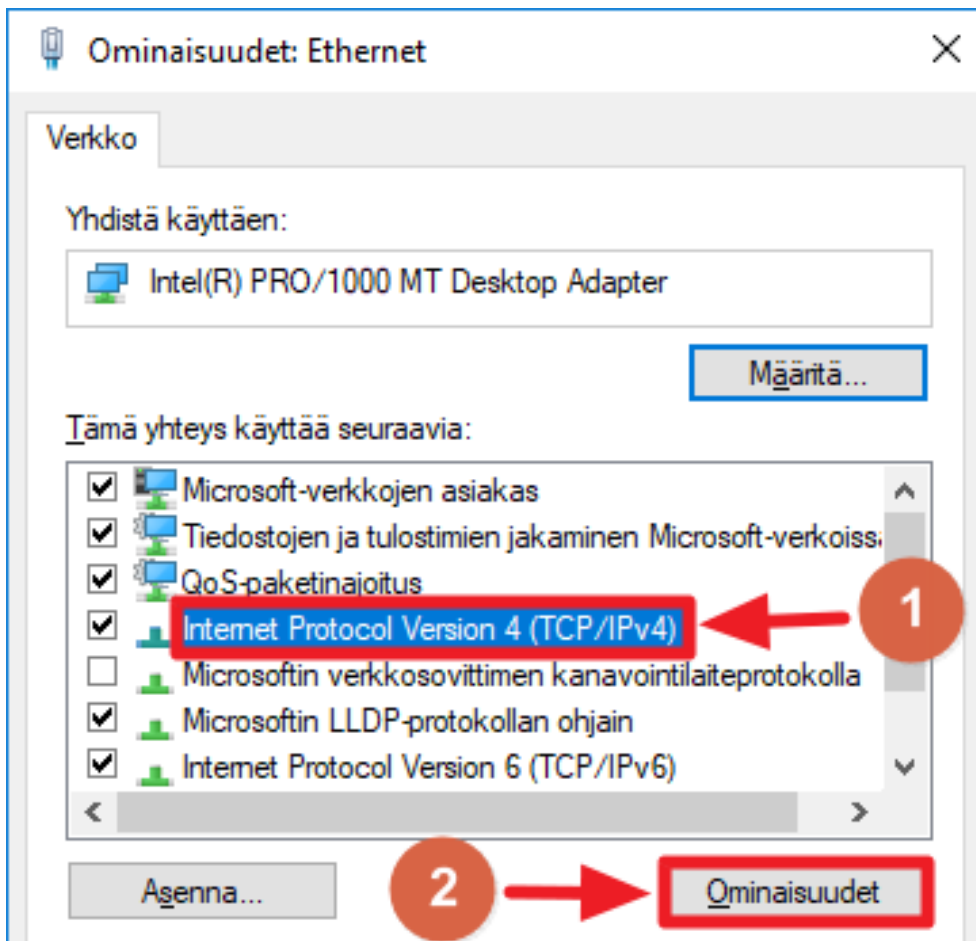 Ominaisuudet: Ethernet
Verkko
Yhdistä käyttäen:
Intel(R) PRO/1000 MT Desktop Adapter
Määritä...
Tämä yhteys käyttää seuraavia:
Microsoft-verkkojen asiakas
Tiedostojen ja tulostimien jakaminen Microsoft-verkoiss
QoS-paketinajoitus
Internet Protocol Version 4 (TCP/IPv4)
1
Microsoftin verkkosovittimen kanavointilaiteprotokolla
Microsoftin LLDP-protokollan ohjain
Internet Protocol Version 6 (TCP/IPv6)
Asenna...
2
Ominaisuudet